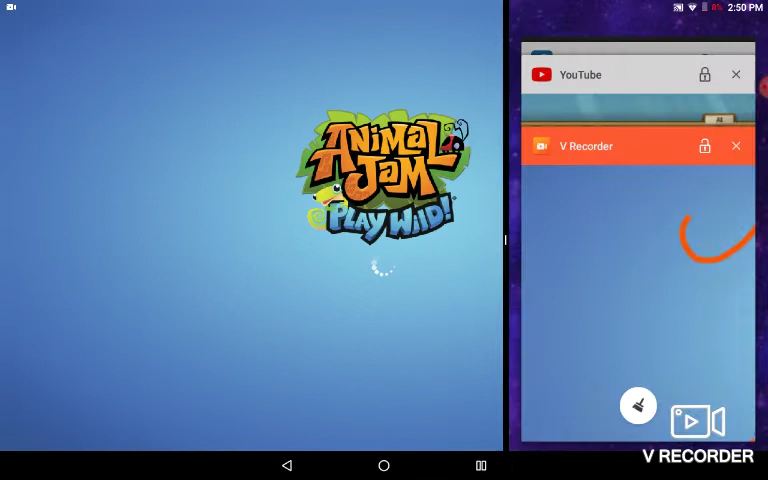 8% 2:50 PM
YouTube
V Recorder
ANIMAL
JAM
PLAY WILD!
V RECORDER